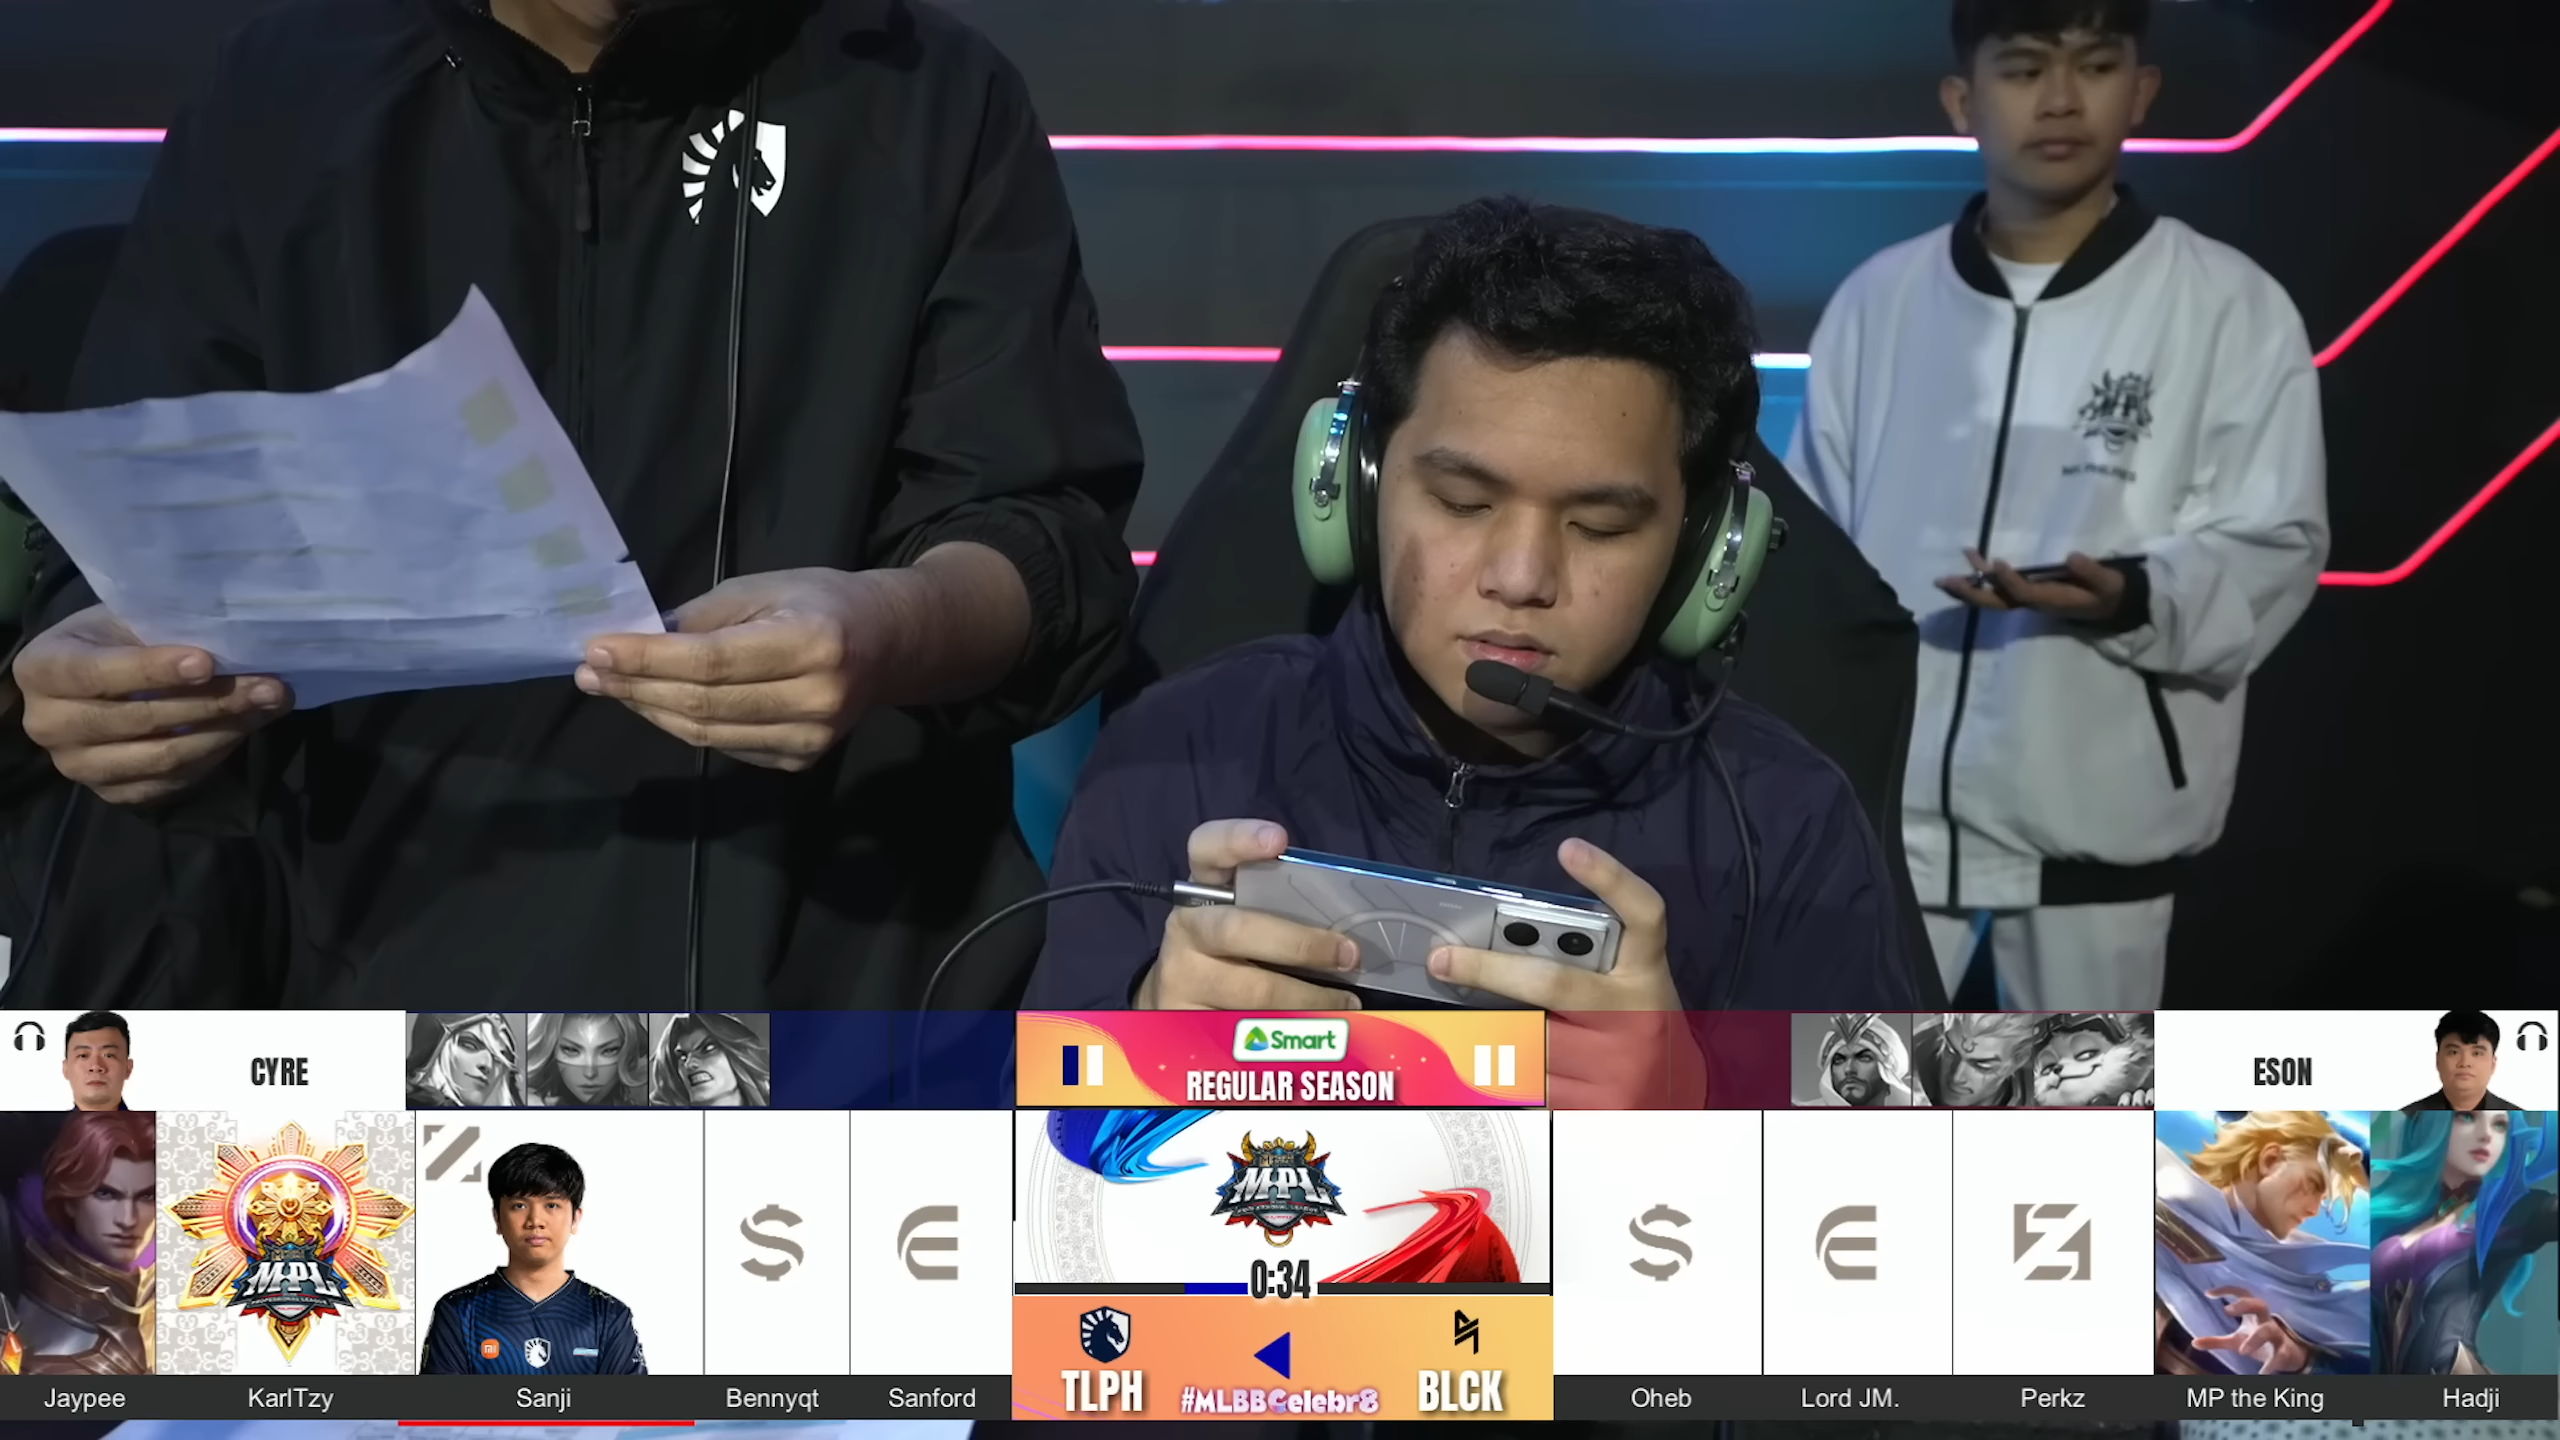 CYRE
Smart
REGULAR SEASON
ESON
MPL
MPL
0:34
TLPH
#MLBBCelebr8
BLCK
Jaypee
KarlTzy
Sanji
Bennyqt
Sanford
Oheb
Lord JM.
Perkz
MP the King
Hadji